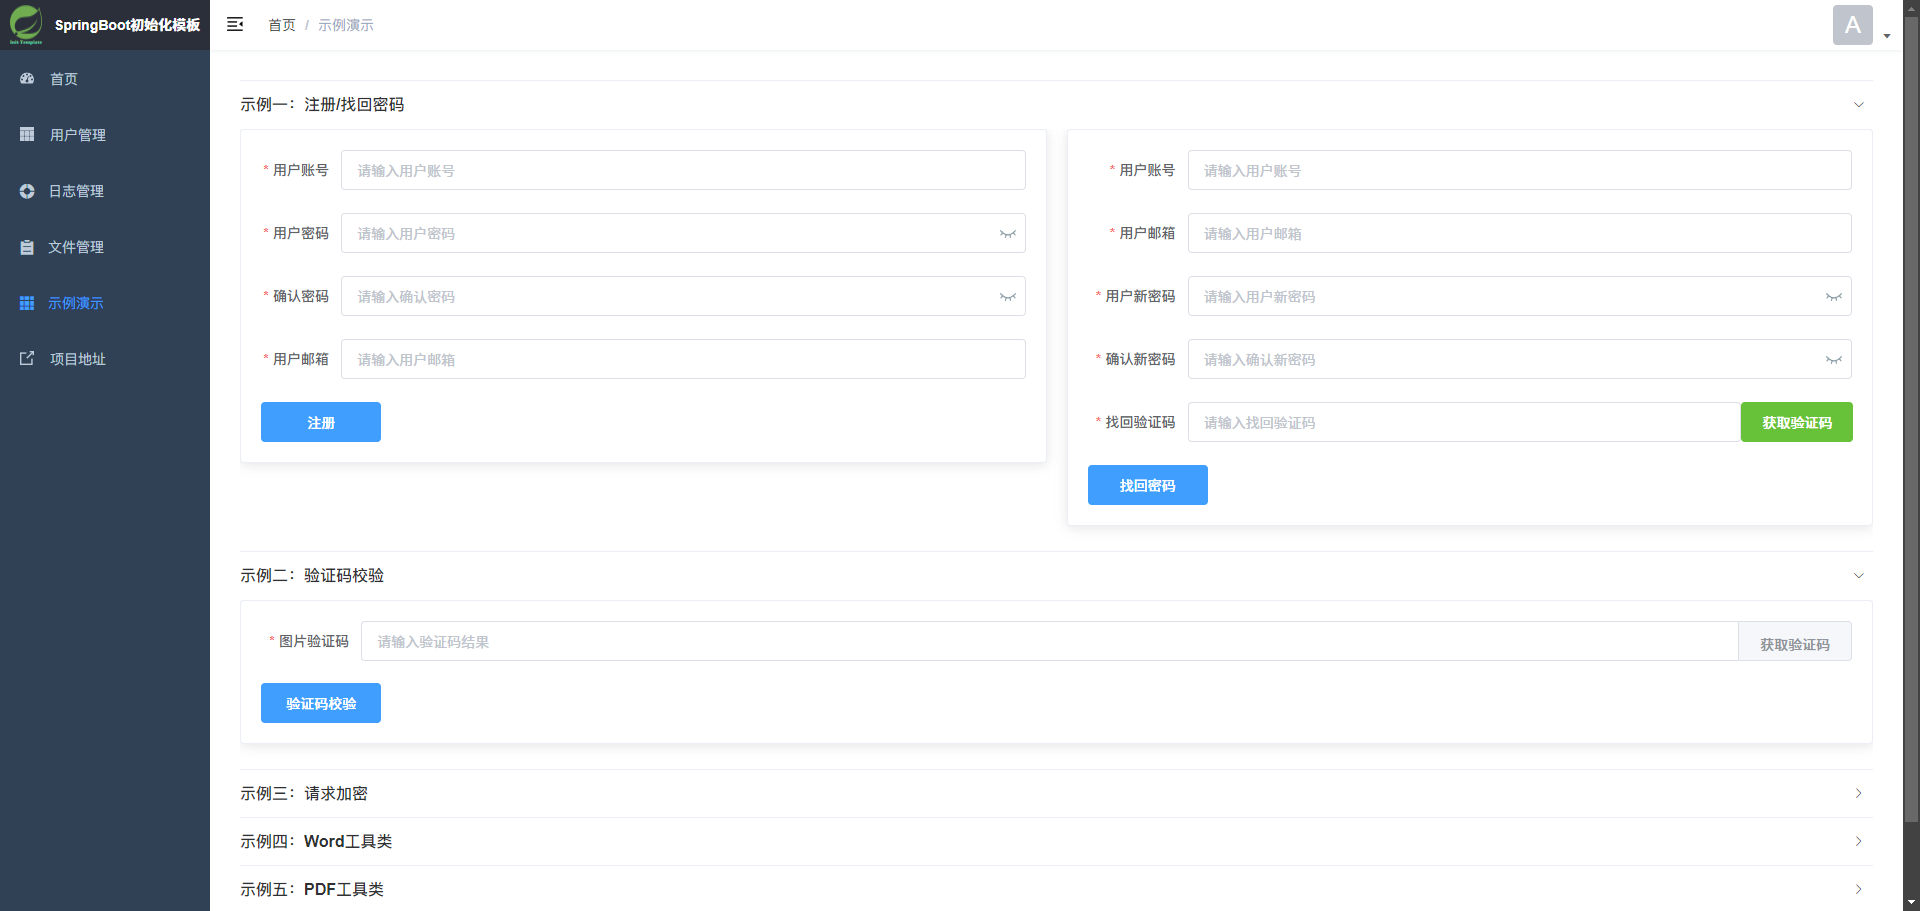 SpringBoot初始化模板
首页 / 示例演示
A
首页
用户管理
日志管理
文件管理
示例演示
项目地址
示例一：注册/找回密码
* 用户账号 请输入用户账号
* 用户密码 请输入用户密码
* 确认密码 请输入确认密码
* 用户邮箱 请输入用户邮箱
注册
* 用户账号 请输入用户账号
* 用户邮箱 请输入用户邮箱
* 用户新密码 请输入用户新密码
* 确认新密码 请输入确认新密码
* 找回验证码 请输入找回验证码 获取验证码
找回密码
示例二：验证码校验
* 图片验证码 请输入验证码结果 获取验证码
验证码校验
示例三：请求加密
示例四：Word工具类
示例五：PDF工具类